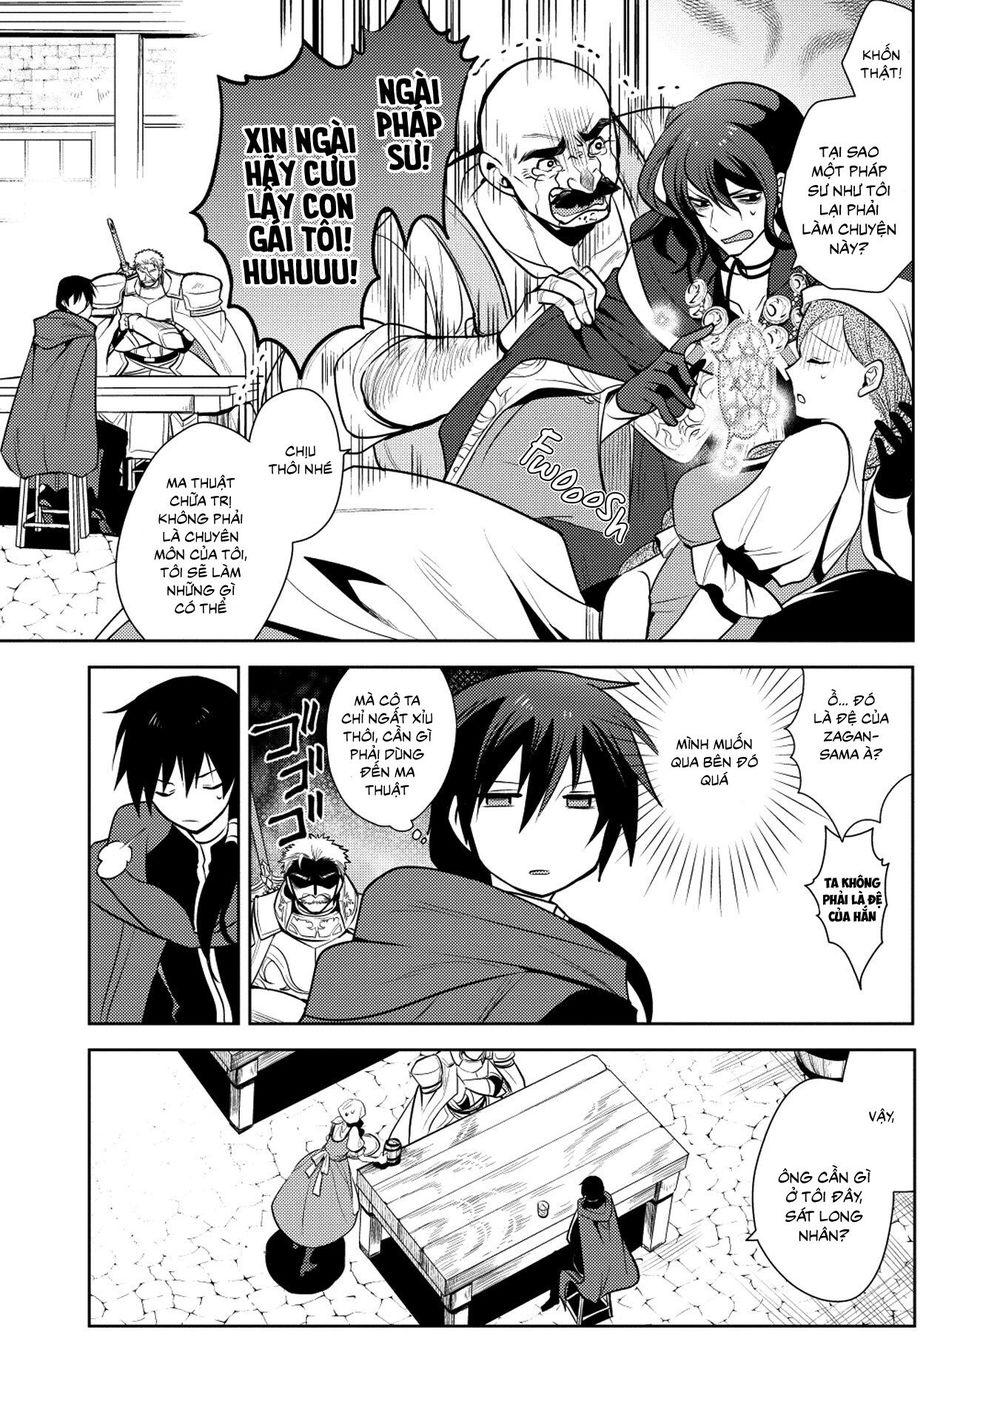 KHỐN
THẬT!
TẠI SAO
MỘT PHÁP
SƯ NHƯ TÔI
LẠI PHẢI
LÀM CHUYỆN
NÀY?
NGÀI
PHÁP
SƯ!
XIN NGÀI
HÃY CỨU
LẤY CON
GÁI TÔI!
HUHUUU!
FWOOOSH
CHỊU
THÔI NHÉ
MA THUẬT
CHỮA TRỊ
KHÔNG PHẢI
LÀ CHUYÊN
MÔN CỦA TÔI,
TÔI SẼ LÀM
NHỮNG GÌ
CÓ THỂ
Ồ... ĐÓ
LÀ ĐỆ CỦA
ZAGAN-
SAMA À?
TA KHÔNG
PHẢI LÀ ĐỆ
CỦA HẮN
MÌNH MUỐN
QUA BÊN ĐÓ
QUÁ
MÀ CÔ TA
CHỈ NGẤT XỈU
THÔI, CẦN GÌ
PHẢI DÙNG
ĐẾN MA
THUẬT
ゴゴゴ
VẬY,
ÔNG CẦN GÌ
Ở TÔI ĐÂY,
SÁT LONG
NHÂN?